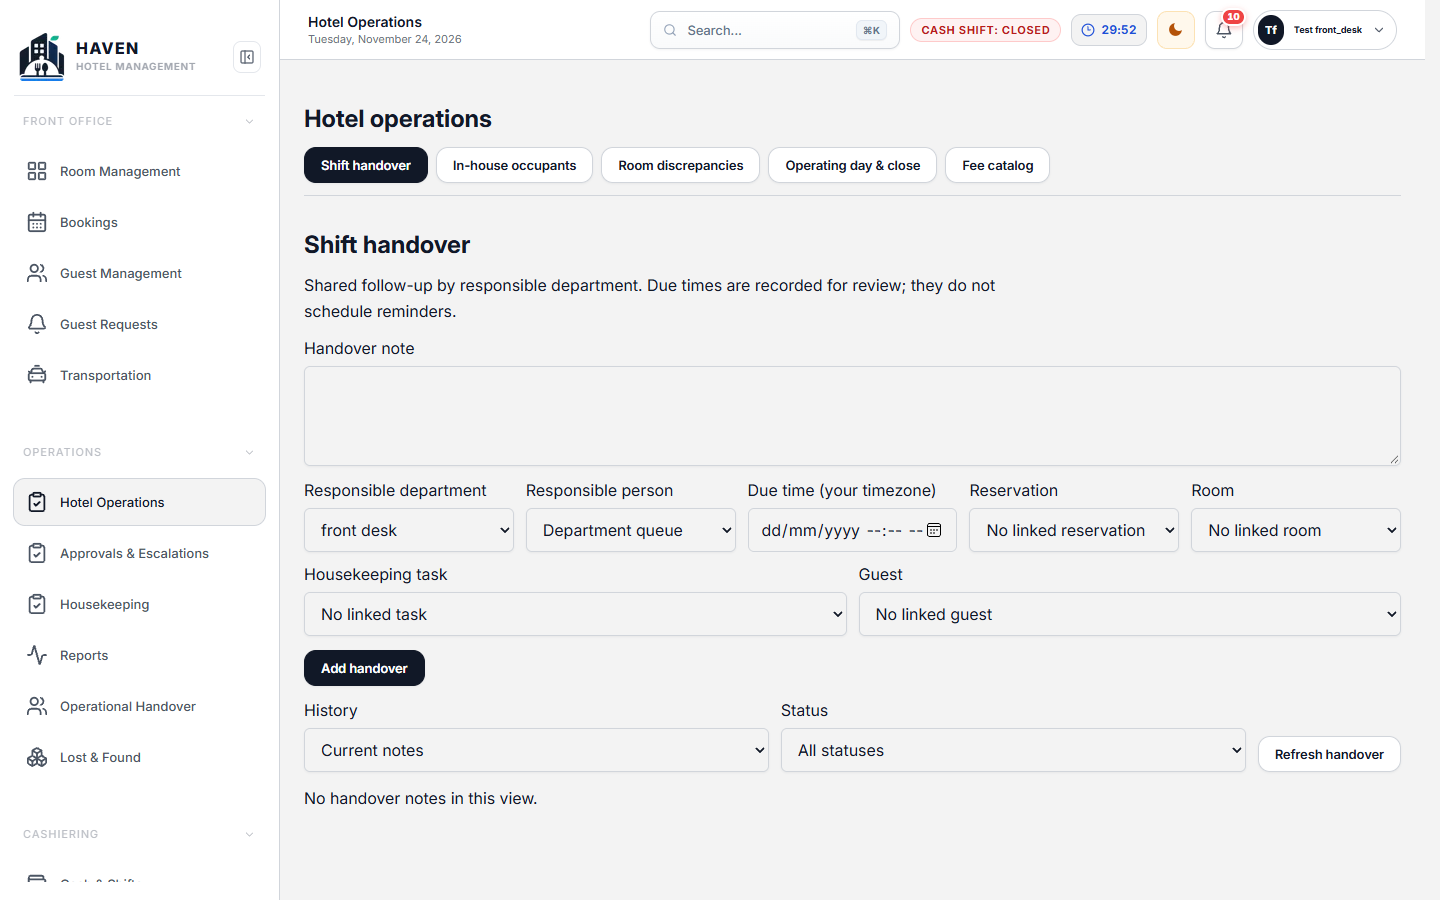 HAVEN
HOTEL MANAGEMENT
FRONT OFFICE
Room Management
Bookings
Guest Management
Guest Requests
Transportation
OPERATIONS
Hotel Operations
Approvals & Escalations
Housekeeping
Reports
Operational Handover
Lost & Found
CASHIERING
Hotel Operations
Tuesday, November 24, 2026
Search...
⌘K
CASH SHIFT: CLOSED
29:52
10
Tf
Test front_desk
Hotel operations
Shift handover
In-house occupants
Room discrepancies
Operating day & close
Fee catalog
Shift handover
Shared follow-up by responsible department. Due times are recorded for review; they do not
schedule reminders.
Handover note
Responsible department
Responsible person
Due time (your timezone)
Reservation
Room
front desk
Department queue
dd/mm/yyyy --:-- --
No linked reservation
No linked room
Housekeeping task
Guest
No linked task
No linked guest
Add handover
History
Status
Current notes
All statuses
Refresh handover
No handover notes in this view.